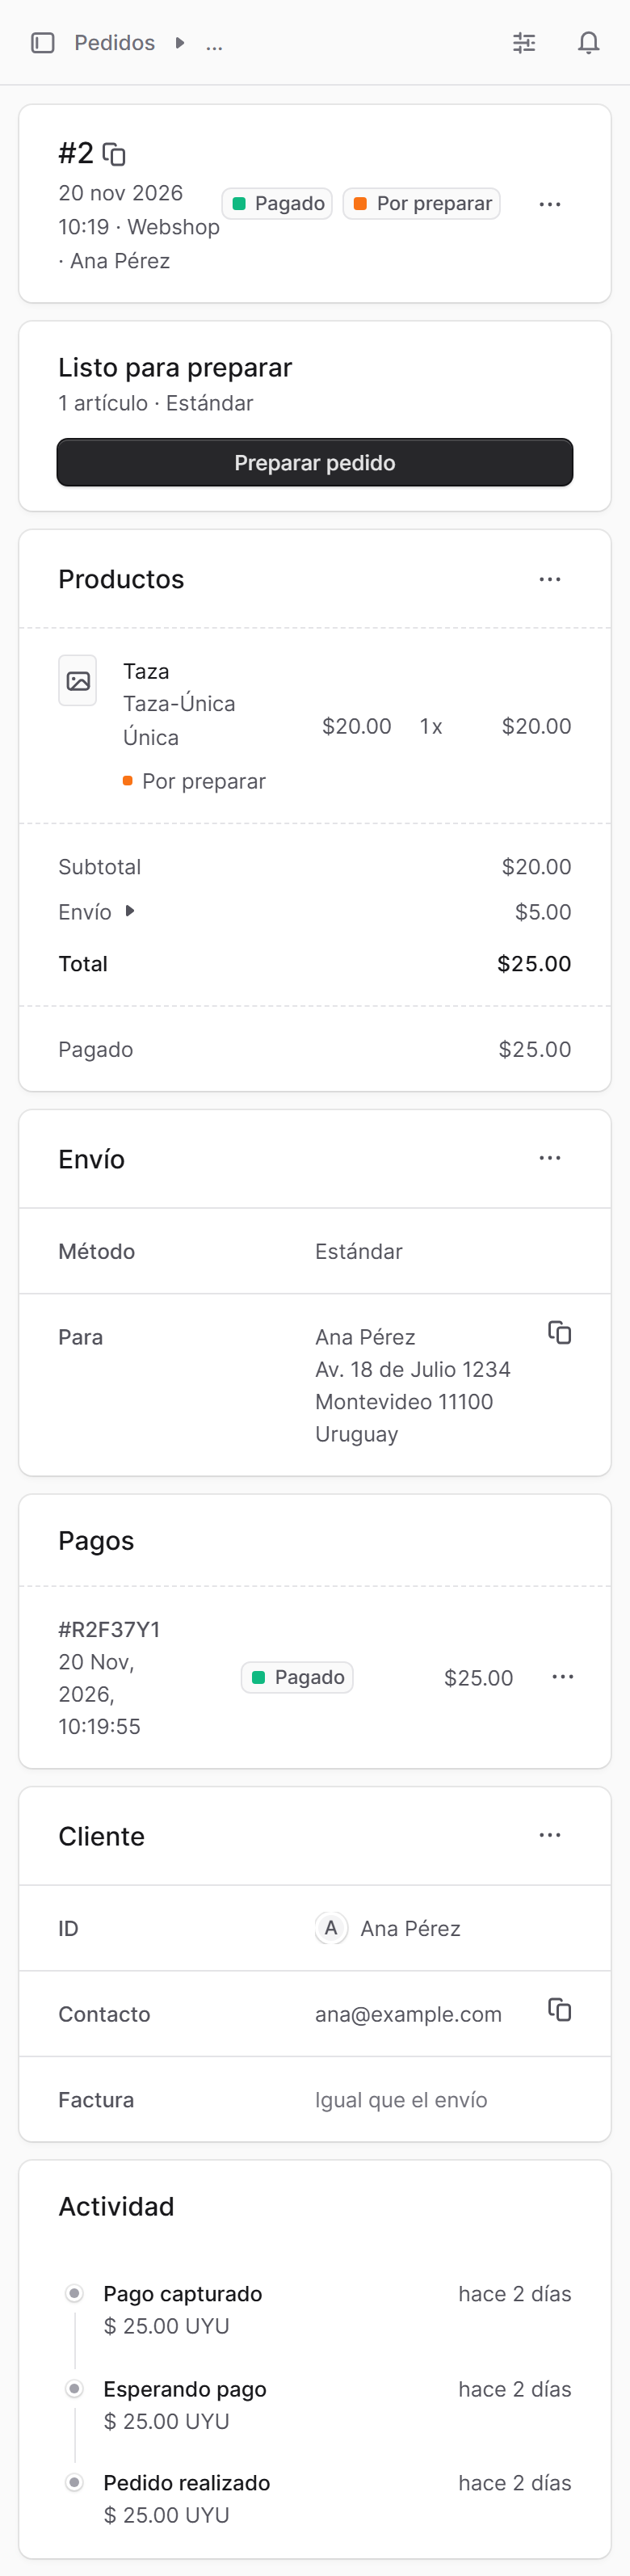 Pedidos ...
#2
20 nov 2026
10:19 · Webshop
· Ana Pérez
Pagado
Por preparar
Listo para preparar
1 artículo · Estándar
Preparar pedido
Productos
Taza
Taza-Única
Única
$20.00 1x $20.00
Por preparar
Subtotal $20.00
Envío $5.00
Total $25.00
Pagado $25.00
Envío
Método Estándar
Para Ana Pérez
Av. 18 de Julio 1234
Montevideo 11100
Uruguay
Pagos
#R2F37Y1
20 Nov,
2026,
10:19:55
Pagado $25.00
Cliente
ID A Ana Pérez
Contacto ana@example.com
Factura Igual que el envío
Actividad
Pago capturado hace 2 días
$ 25.00 UYU
Esperando pago hace 2 días
$ 25.00 UYU
Pedido realizado hace 2 días
$ 25.00 UYU